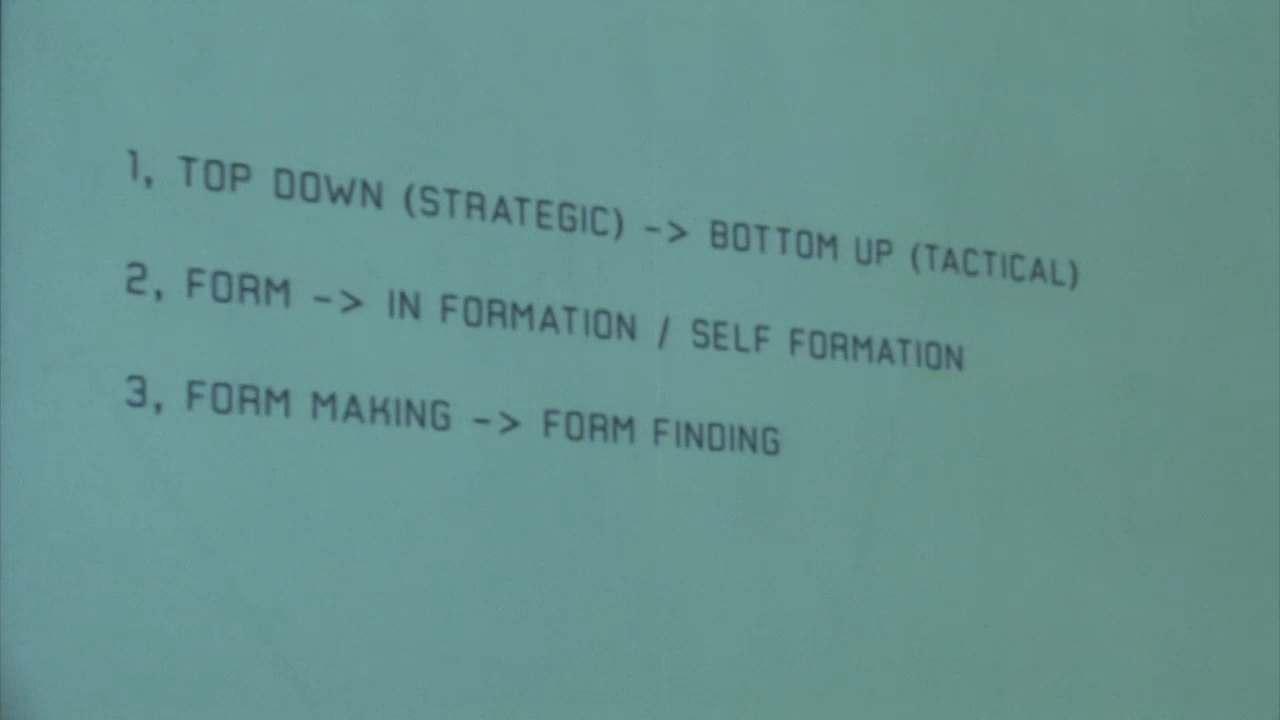 1, TOP DOWN (STRATEGIC) -> BOTTOM UP (TACTICAL)
2, FORM -> IN FORMATION / SELF FORMATION
3, FORM MAKING -> FORM FINDING